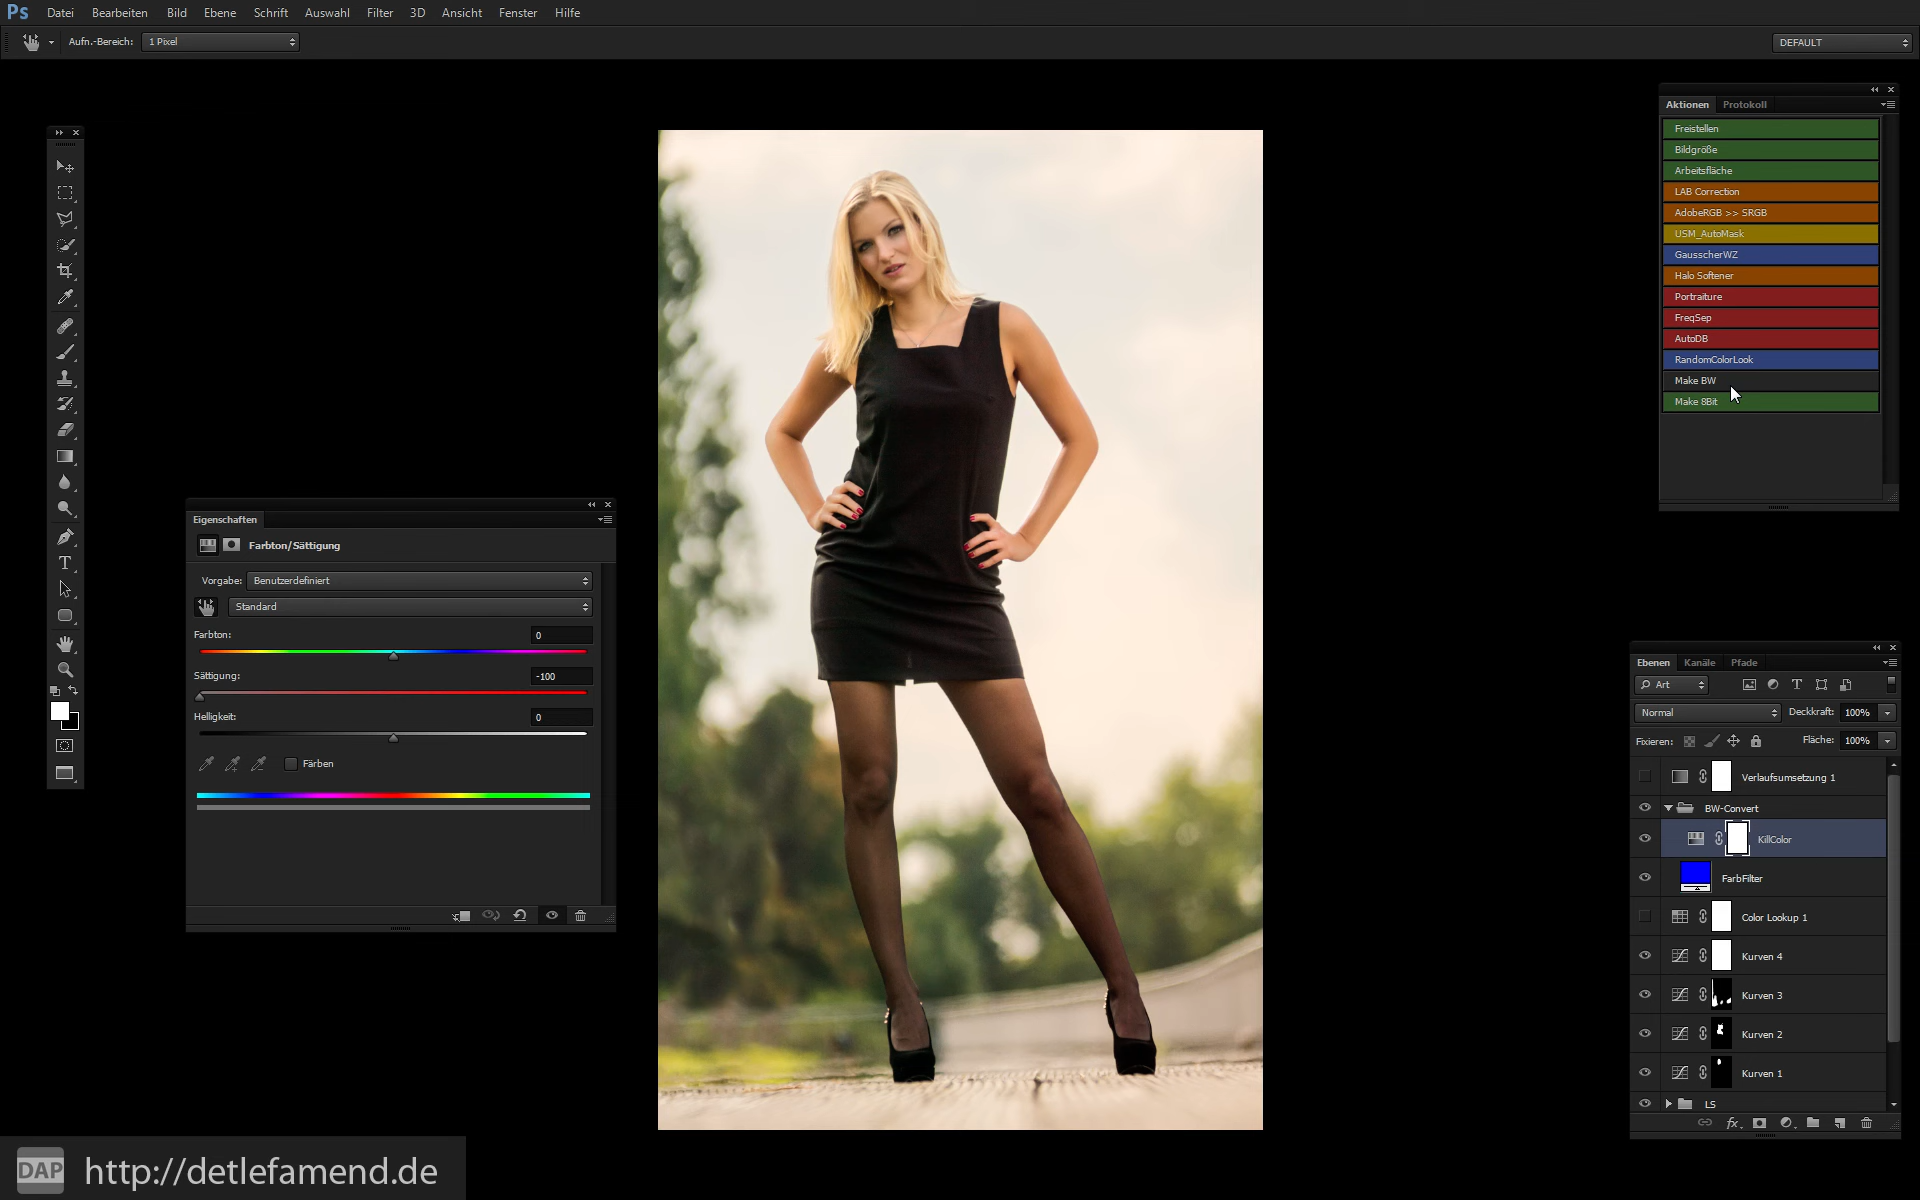 Ps Datei Bearbeiten Bild Ebene Schrift Auswahl Filter 3D Ansicht Fenster Hilfe
Aufn.-Bereich: 1 Pixel DEFAULT
Aktionen Protokoll
Freistellen
Bildgröße
Arbeitsfläche
LAB Correction
AdobeRGB >> SRGB
USM_AutoMask
GausscherWZ
Halo Softener
Portraiture
FreqSep
AutoDB
RandomColorLook
Make BW
Make 8Bit
Eigenschaften
Farbton/Sättigung
Vorgabe: Benutzerdefiniert
Standard
Farbton: 0
Sättigung: -100
Helligkeit: 0
Färben
Ebenen Kanäle Pfade
Art
Normal Deckkraft: 100%
Fixieren: Fläche: 100%
Verlaufsumsetzung 1
BW-Convert
KillColor
FarbFilter
Color Lookup 1
Kurven 4
Kurven 3
Kurven 2
Kurven 1
LS
fx
DAP http://detlefamend.de